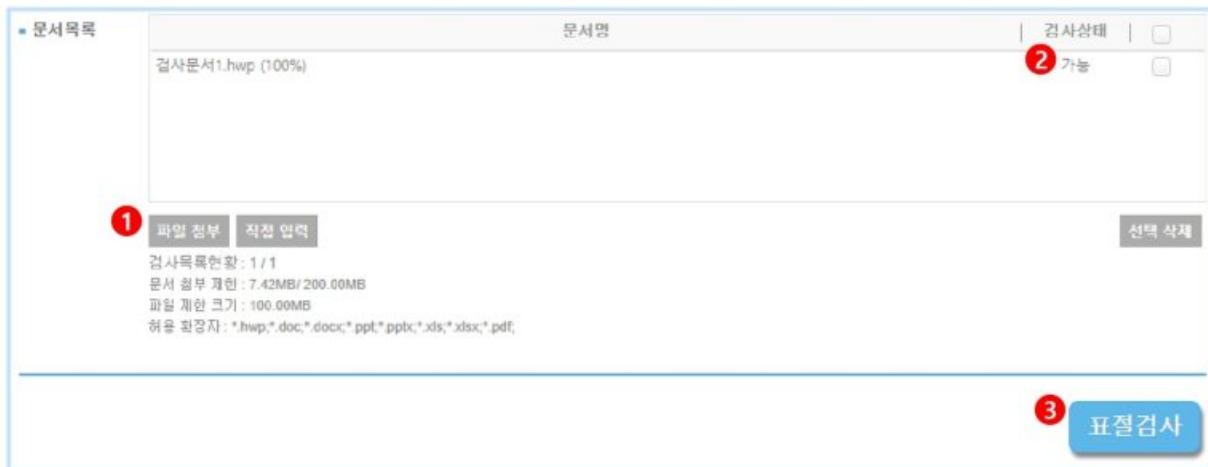 문서목록
문서명 | 검사상태 |
검사문서1.hwp (100%)
2 가능
1 파일 첨부 직접 입력 선택 삭제
검사목록현황 : 1 / 1
문서 첨부 제한 : 7.42MB/ 200.00MB
파일 제한 크기 : 100.00MB
허용 확장자 : *.hwp;*.doc;*.docx;*.ppt;*.pptx;*.xls;*.xlsx;*.pdf;
3 표절검사